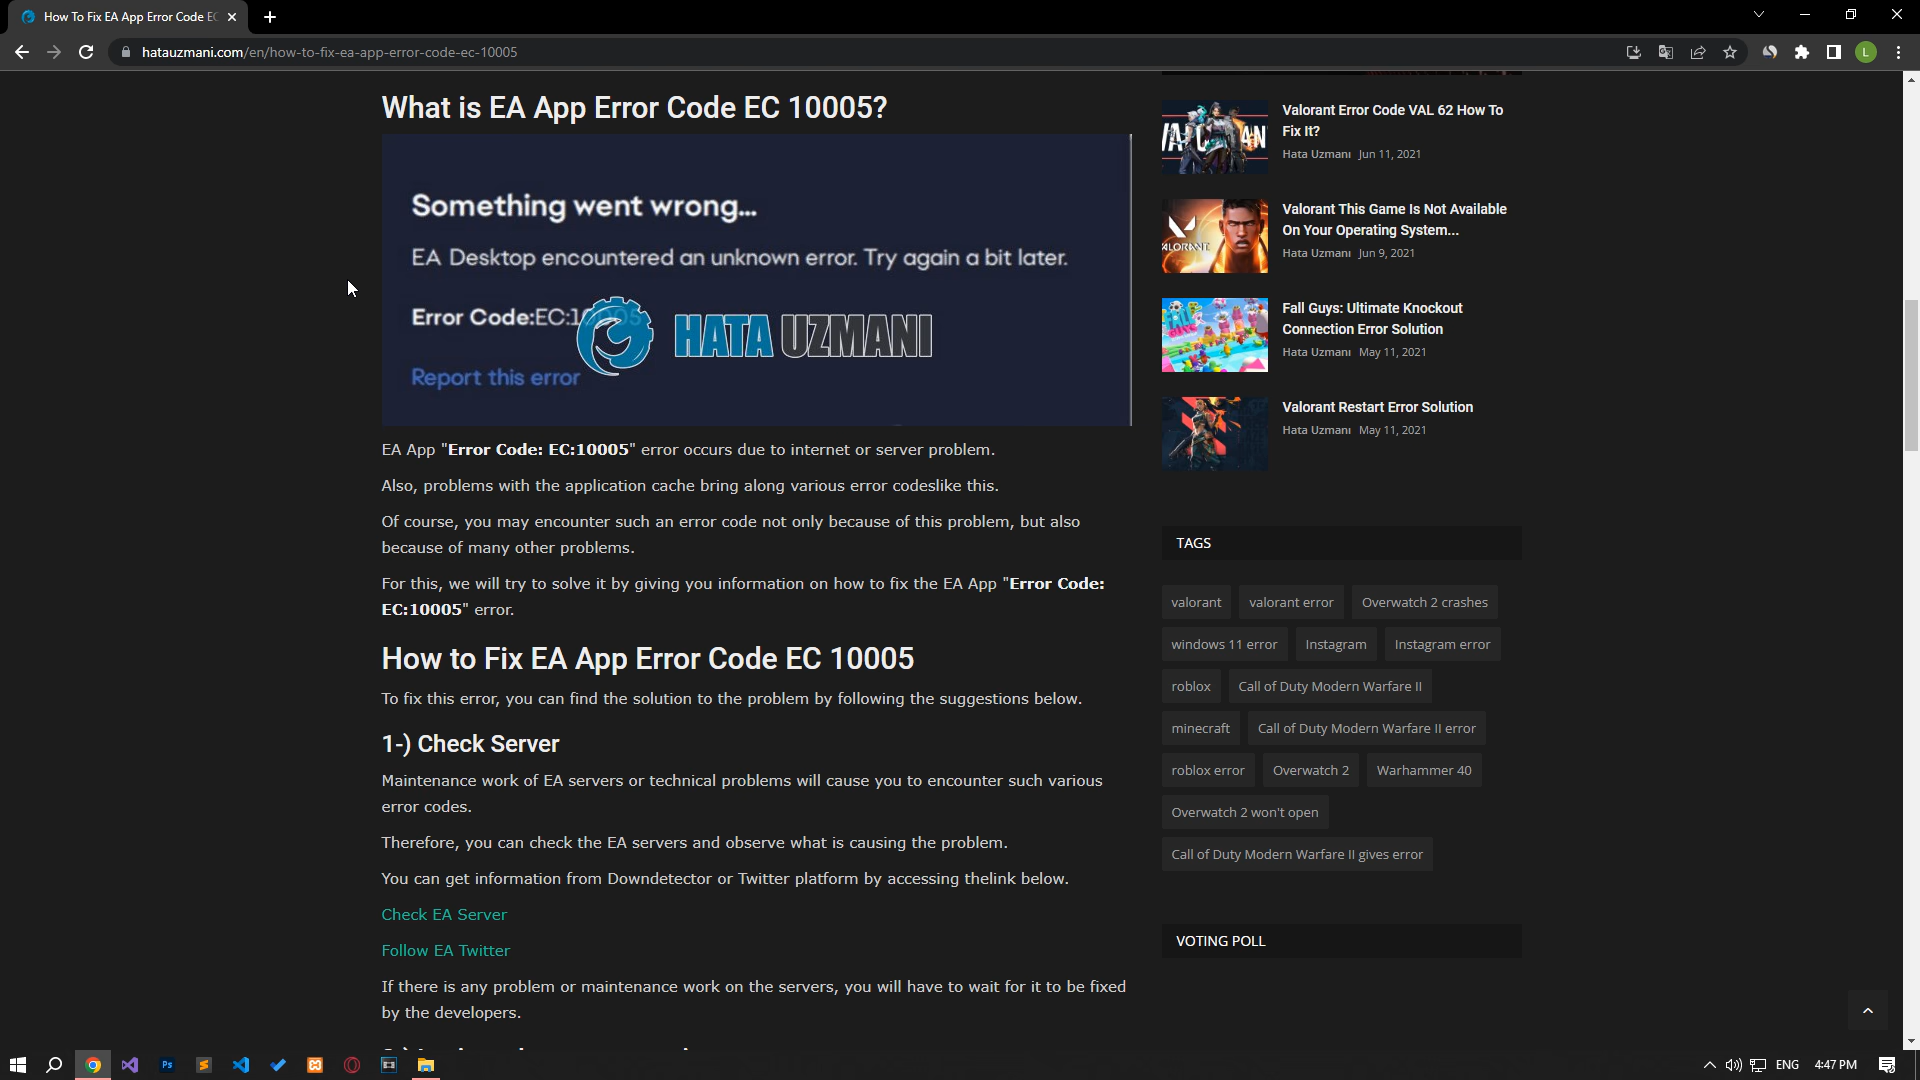 How To Fix EA App Error Code EC
hatauzmani.com/en/how-to-fix-ea-app-error-code-ec-10005
L
What is EA App Error Code EC 10005?
Something went wrong...
EA Desktop encountered an unknown error. Try again a bit later.
Error Code:EC:10005
HATA UZMANI
Report this error
EA App "Error Code: EC:10005" error occurs due to internet or server problem.
Also, problems with the application cache bring along various error codeslike this.
Of course, you may encounter such an error code not only because of this problem, but also
because of many other problems.
For this, we will try to solve it by giving you information on how to fix the EA App "Error Code:
EC:10005" error.
How to Fix EA App Error Code EC 10005
To fix this error, you can find the solution to the problem by following the suggestions below.
1-) Check Server
Maintenance work of EA servers or technical problems will cause you to encounter such various
error codes.
Therefore, you can check the EA servers and observe what is causing the problem.
You can get information from Downdetector or Twitter platform by accessing thelink below.
Check EA Server
Follow EA Twitter
If there is any problem or maintenance work on the servers, you will have to wait for it to be fixed
by the developers.
Valorant Error Code VAL 62 How To
Fix It?
Hata Uzmanı Jun 11, 2021
VALORANT
Valorant This Game Is Not Available
On Your Operating System...
Hata Uzmanı Jun 9, 2021
Fall Guys: Ultimate Knockout
Connection Error Solution
Hata Uzmanı May 11, 2021
Valorant Restart Error Solution
Hata Uzmanı May 11, 2021
TAGS
valorant
valorant error
Overwatch 2 crashes
windows 11 error
Instagram
Instagram error
roblox
Call of Duty Modern Warfare II
minecraft
Call of Duty Modern Warfare II error
roblox error
Overwatch 2
Warhammer 40
Overwatch 2 won't open
Call of Duty Modern Warfare II gives error
VOTING POLL
Ps
ENG
4:47 PM